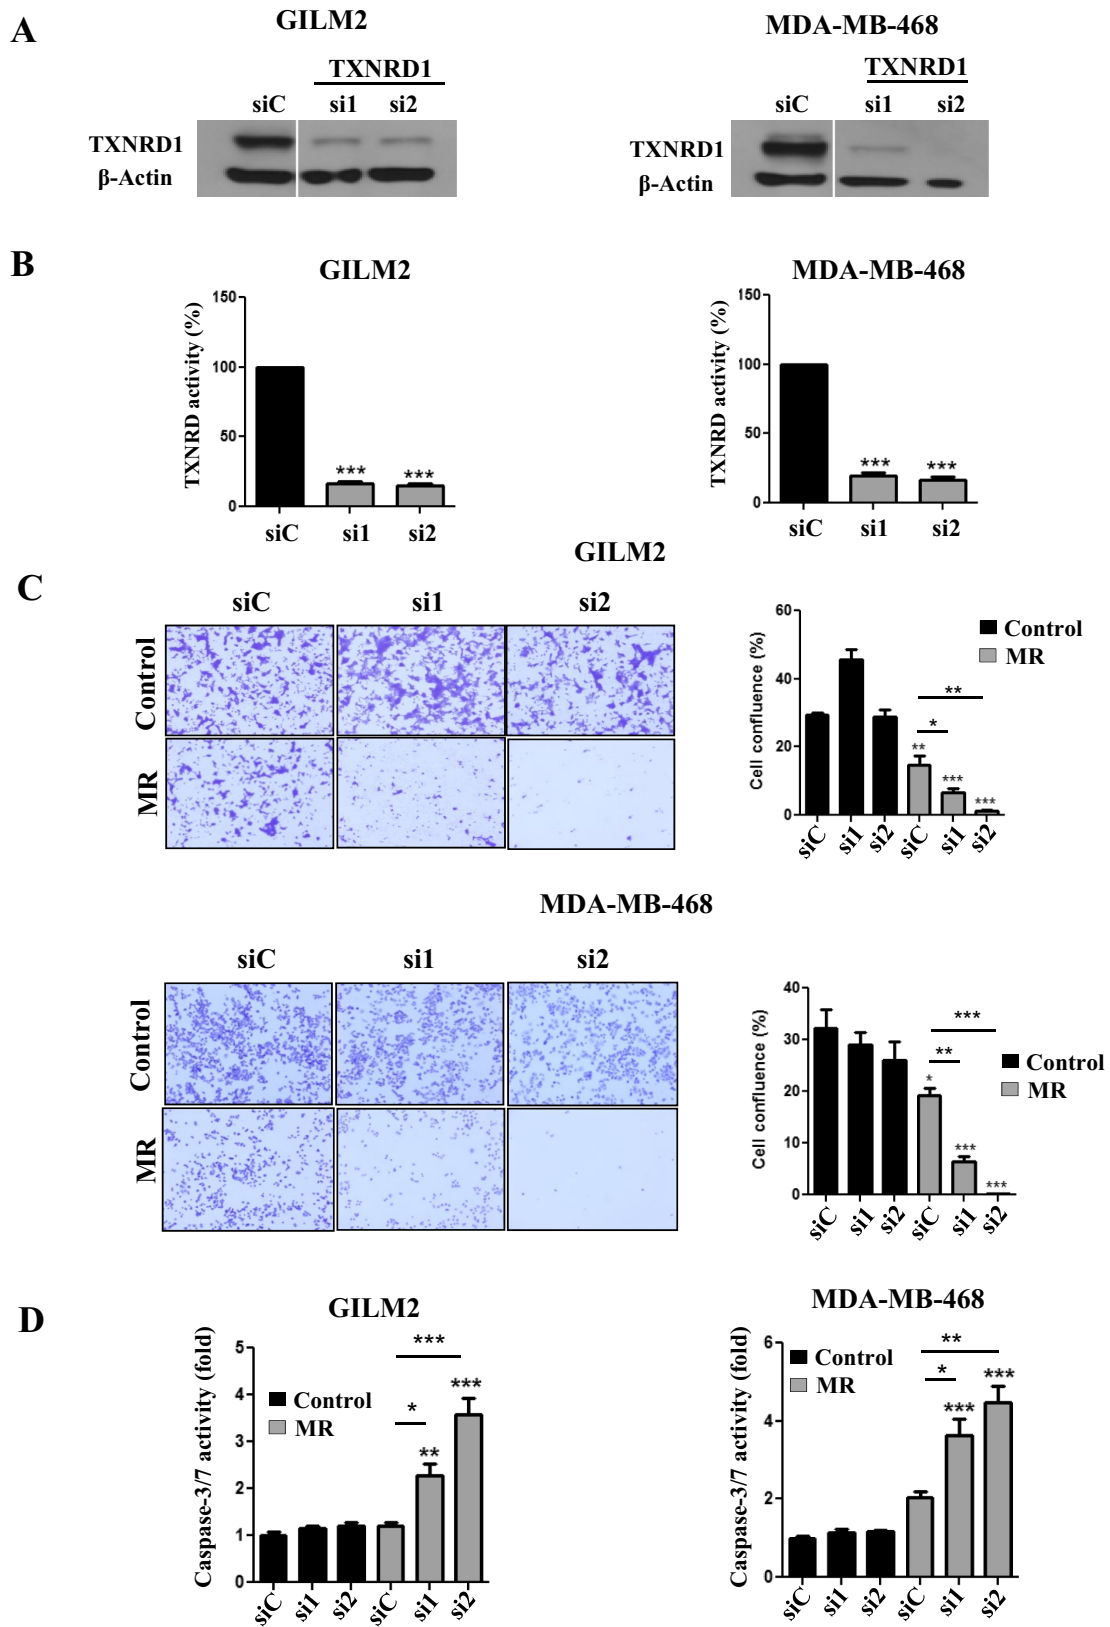 A
GILM2
MDA-MB-468
TXNRD1
TXNRD1
siC si1 si2
siC si1 si2
TXNRD1
β-Actin
TXNRD1
β-Actin
B
GILM2
MDA-MB-468
TXNRD activity (%)
150
100
50
0
*** ***
siC si1 si2
TXNRD activity (%)
150
100
50
0
*** ***
siC si1 si2
C
GILM2
siC si1 si2
Control
MR
Cell confluence (%)
60
40
20
0
Control
MR
**
*
** *** ***
siC si1 si2 siC si1 si2
MDA-MB-468
siC si1 si2
Control
MR
Cell confluence (%)
40
30
20
10
0
Control
MR
***
**
* *** ***
siC si1 si2 siC si1 si2
D
GILM2
Caspase-3/7 activity (fold)
5
4
3
2
1
0
Control
MR
***
*
** ***
siC si1 si2 siC si1 si2
MDA-MB-468
Caspase-3/7 activity (fold)
6
4
2
0
Control
MR
**
*
*** ***
siC si1 si2 siC si1 si2